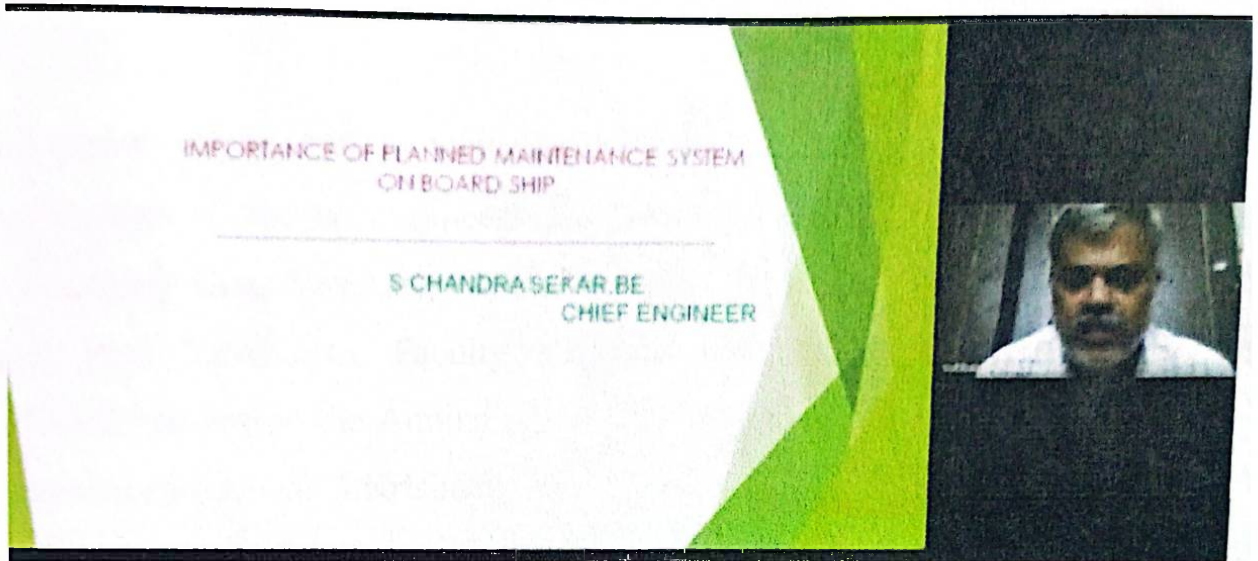 IMPORTANCE OF PLANNED MAINTENANCE SYSTEM
ON BOARD SHIP
S CHANDRA SEKAR.BE
CHIEF ENGINEER